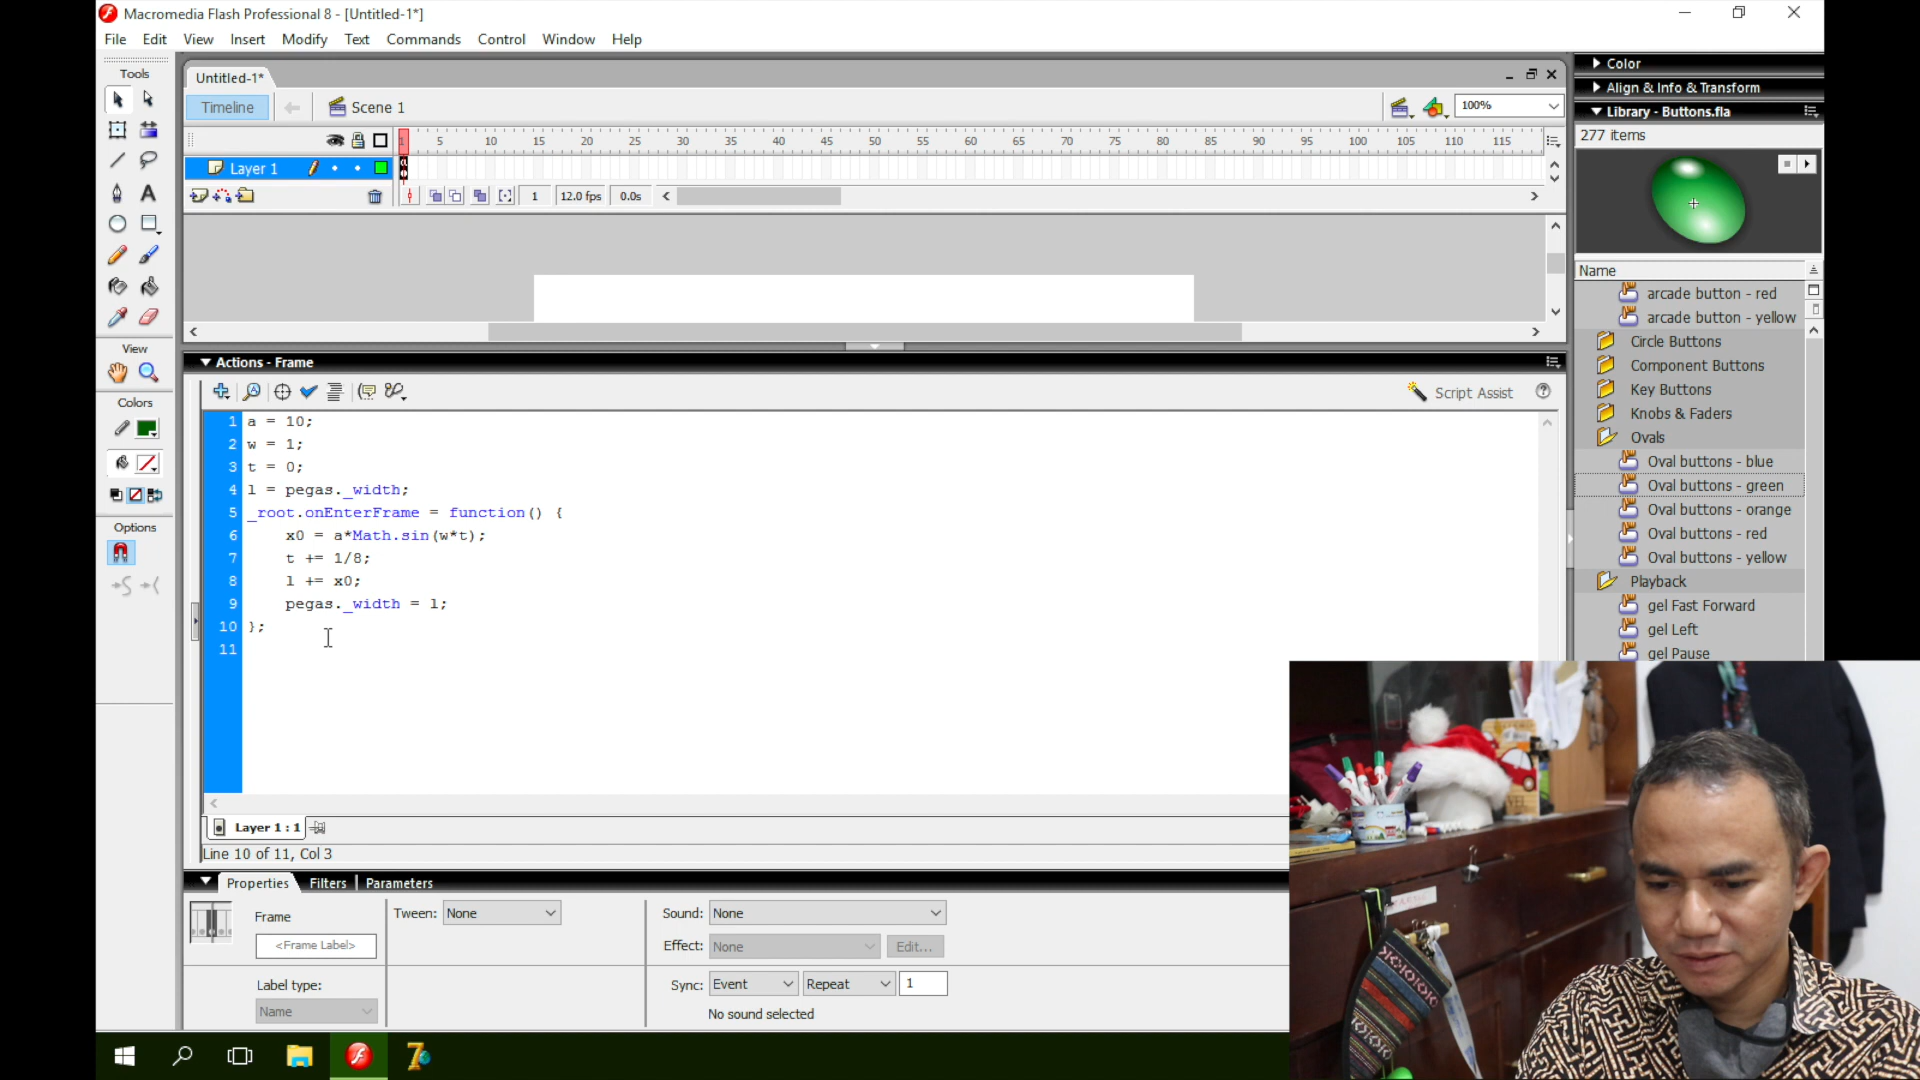 Macromedia Flash Professional 8 - [Untitled-1*]
File Edit View Insert Modify Text Commands Control Window Help
Tools
Untitled-1*
Timeline
Scene 1
100%
1 5 10 15 20 25 30 35 40 45 50 55 60 65 70 75 80 85 90 95 100 105 110 115
Layer 1
1 12.0 fps 0.0s
View
Colors
Options
Actions - Frame
Script Assist
1 a = 10;
2 w = 1;
3 t = 0;
4 l = pegas._width;
5 _root.onEnterFrame = function() {
6 x0 = a*Math.sin(w*t);
7 t += 1/8;
8 l += x0;
9 pegas._width = l;
10 };
11
Layer 1 : 1
Line 10 of 11, Col 3
Properties Filters Parameters
Frame
<Frame Label>
Label type:
Name
Tween: None
Sound: None
Effect: None Edit...
Sync: Event Repeat 1
No sound selected
Color
Align & Info & Transform
Library - Buttons.fla
277 items
Name
arcade button - red
arcade button - yellow
Circle Buttons
Component Buttons
Key Buttons
Knobs & Faders
Ovals
Oval buttons - blue
Oval buttons - green
Oval buttons - orange
Oval buttons - red
Oval buttons - yellow
Playback
gel Fast Forward
gel Left
gel Pause